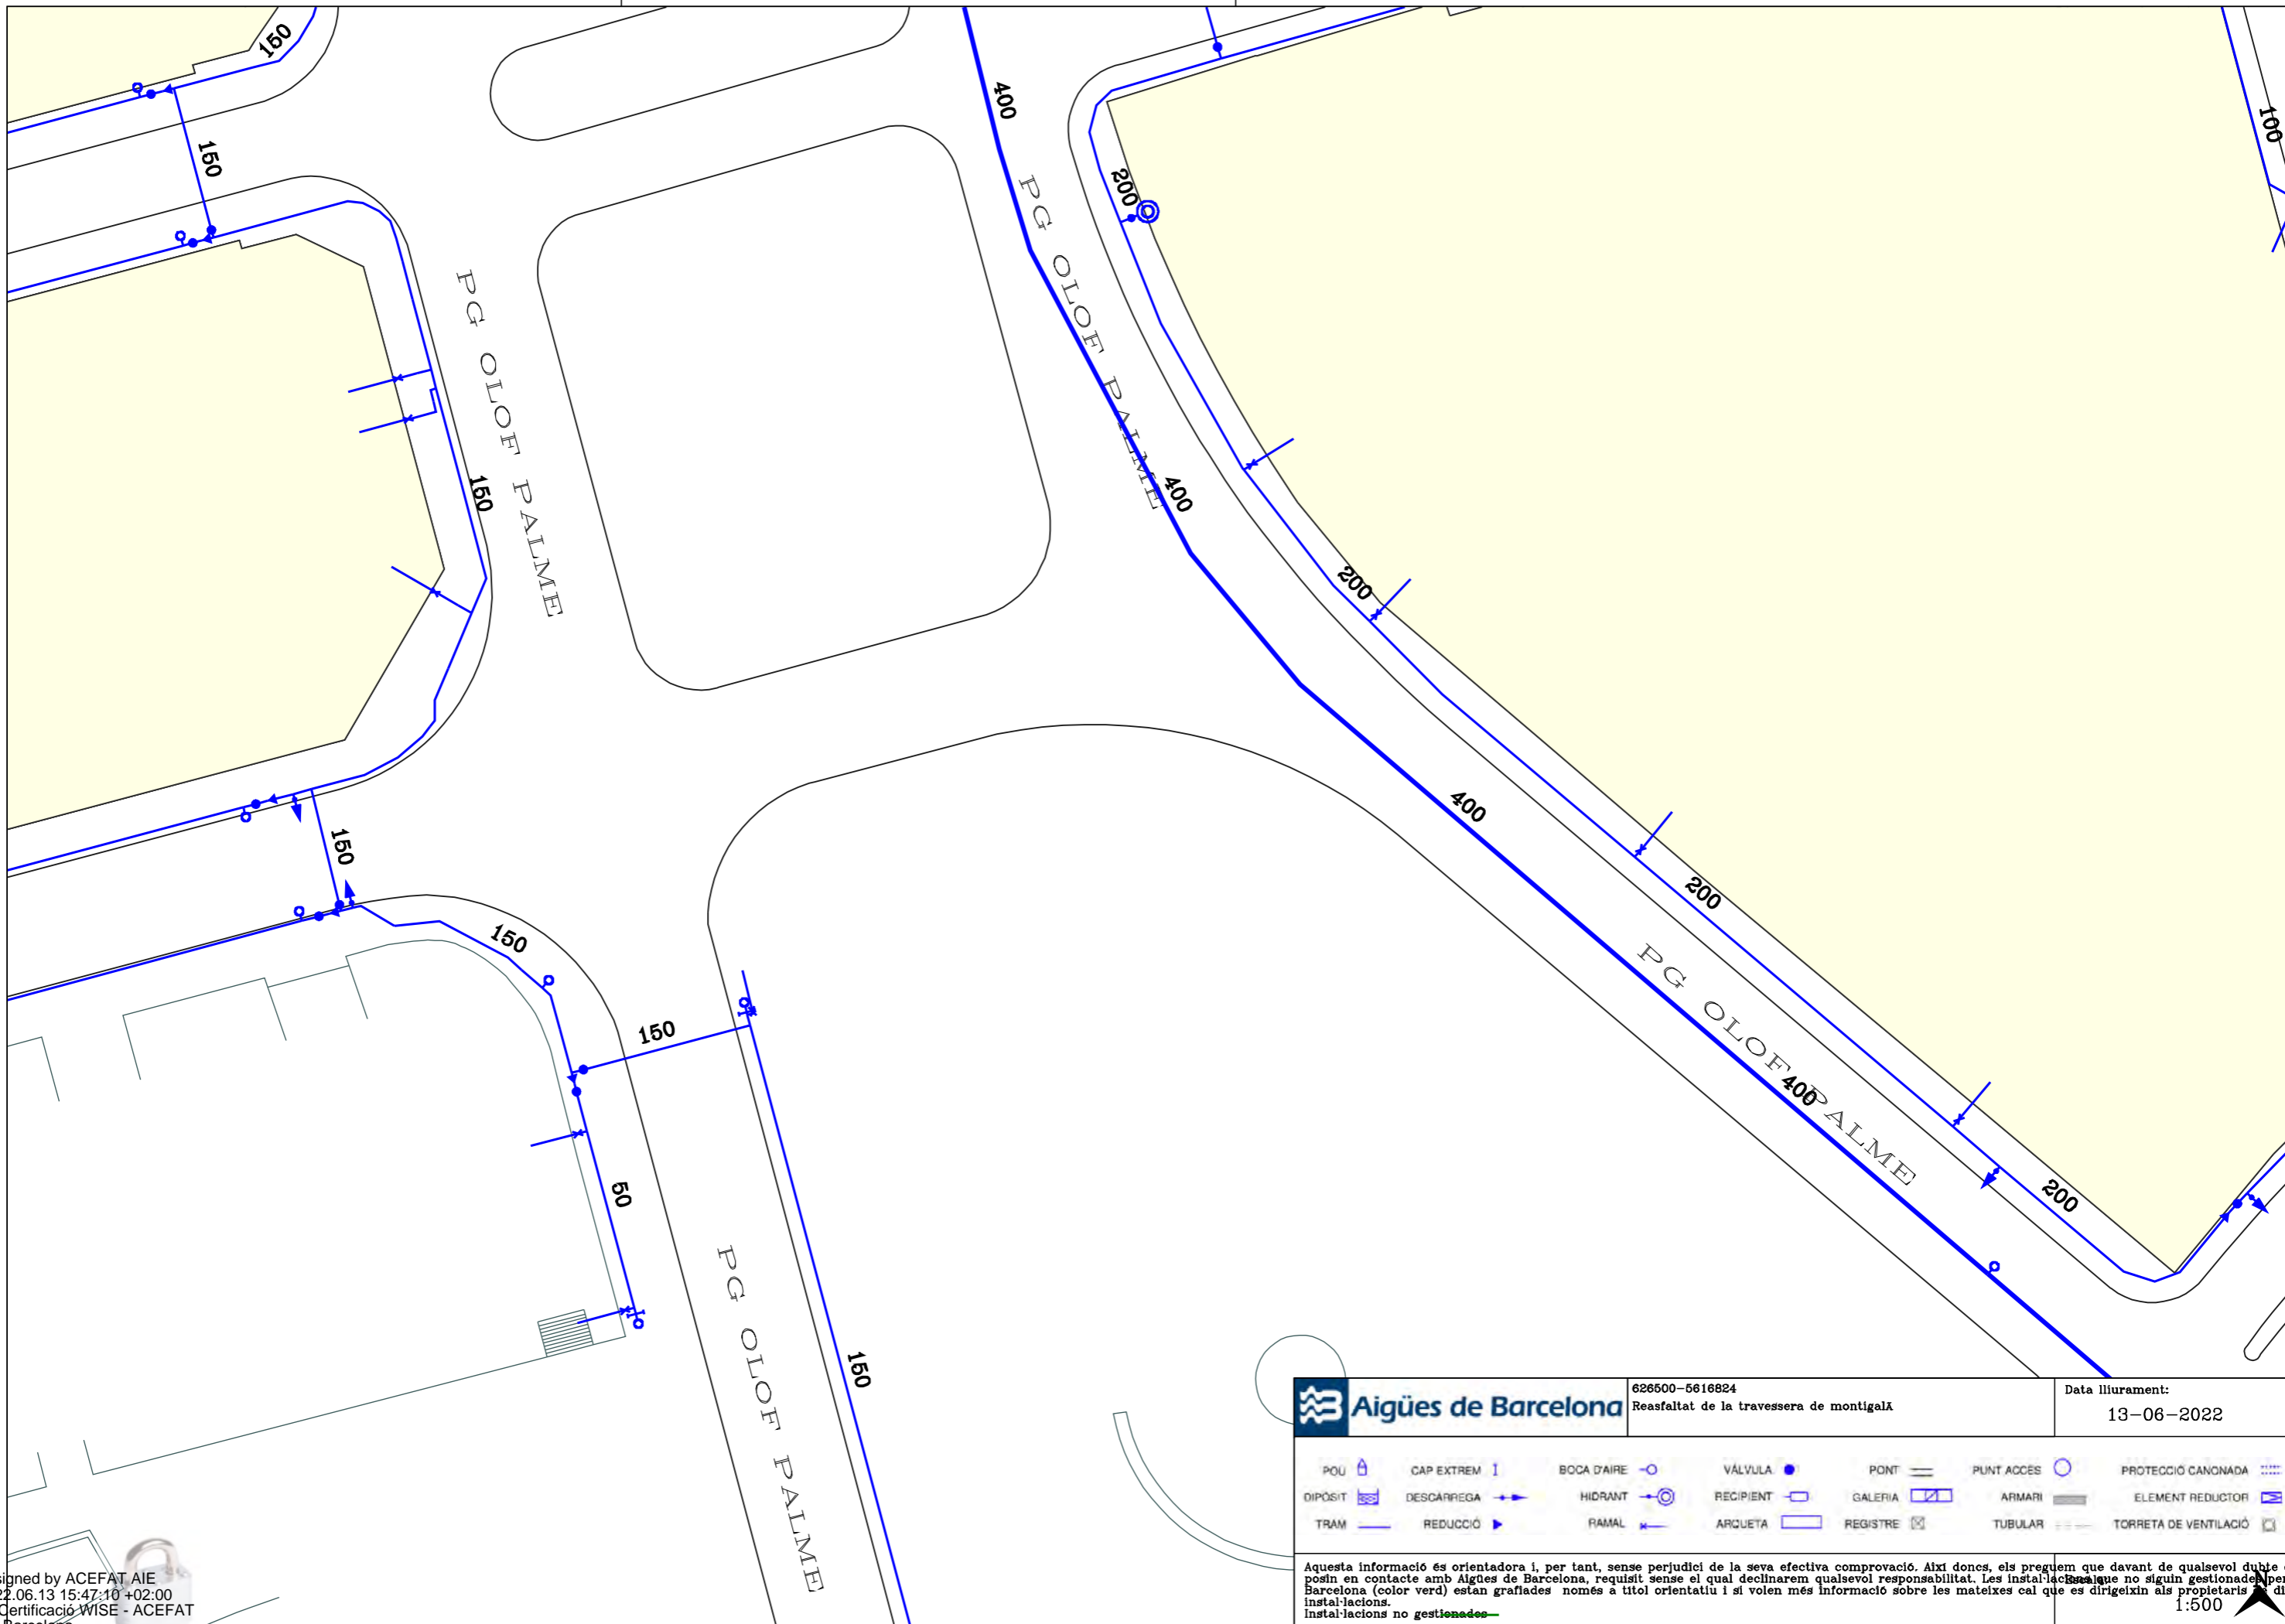 150
150
400
200
100
PG OLOF PALME
PG OLOF PALME
150
400
200
400
200
150
150
150
50
150
PG OLOF PALME
400
200
PG OLOF PALME
Aigües de Barcelona
626500-5616824
Reasfaltat de la travessera de montigalÃ
Data lliurament:
13-06-2022
POU CAP EXTREM BOCA D'AIRE VÀLVULA PONT PUNT ACCÉS PROTECCIÓ CANONADA
DIPÒSIT DESCÀRREGA HIDRANT RECIPIENT GALERIA ARMARI ELEMENT REDUCTOR
TRAM REDUCCIÓ RAMAL ARQUETA REGISTRE TUBULAR TORRETA DE VENTILACIÓ
Aquesta informació és orientadora i, per tant, sense perjudici de la seva efectiva comprovació. Així doncs, els preguem que davant de qualsevol dubte
posin en contacte amb Aigües de Barcelona, requisit sense el qual declinarem qualsevol responsabilitat. Les instal·lacions que no siguin gestionades per
Barcelona (color verd) estan grafiades només a títol orientatiu i si volen més informació sobre les mateixes cal que es dirigeixin als propietaris di
instal·lacions.
Instal·lacions no gestionades
Escala:
1:500
N
igned by ACEFAT AIE
22.06.13 15:47:10 +02:00
Certificació WISE - ACEFAT
Barcelona